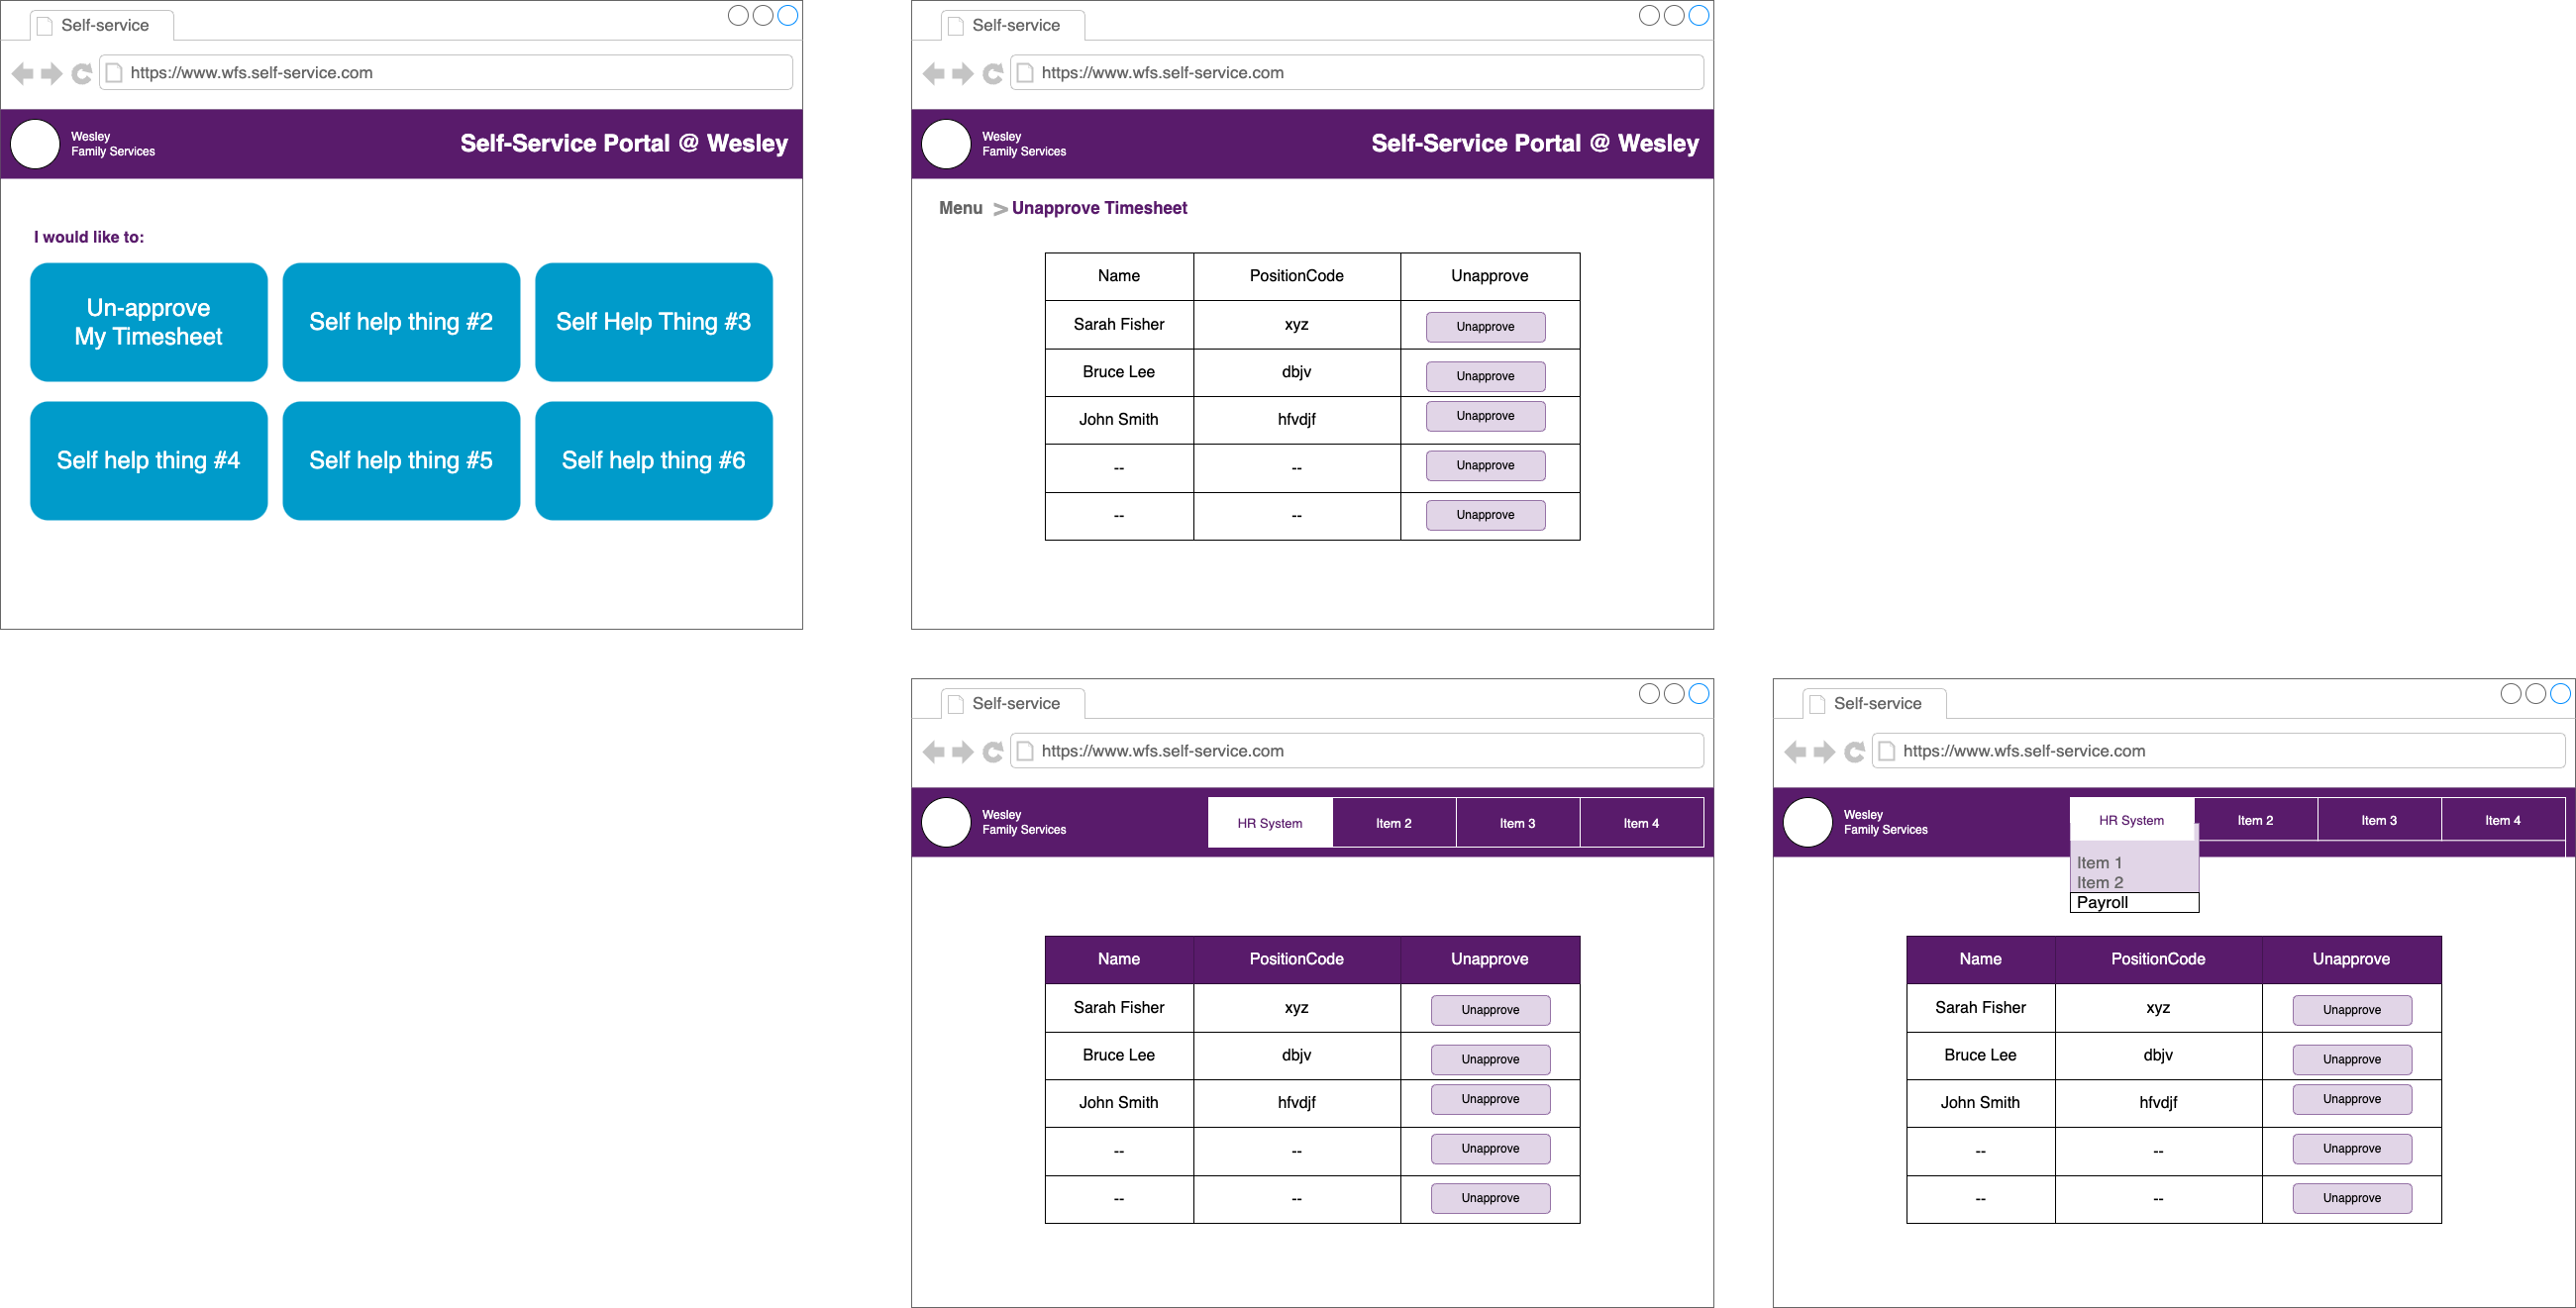 Self-service
https://www.wfs.self-service.com
Wesley
Family Services
Self-Service Portal @ Wesley
I would like to:
Un-approve
My Timesheet
Self help thing #2
Self Help Thing #3
Self help thing #4
Self help thing #5
Self help thing #6
Self-service
https://www.wfs.self-service.com
Wesley
Family Services
Self-Service Portal @ Wesley
Menu > Unapprove Timesheet
Name PositionCode Unapprove
Sarah Fisher xyz Unapprove
Bruce Lee dbjv Unapprove
John Smith hfvdjf Unapprove
-- -- Unapprove
-- -- Unapprove
Self-service
https://www.wfs.self-service.com
Wesley
Family Services
HR System Item 2 Item 3 Item 4
Name PositionCode Unapprove
Sarah Fisher xyz Unapprove
Bruce Lee dbjv Unapprove
John Smith hfvdjf Unapprove
-- -- Unapprove
-- -- Unapprove
Self-service
https://www.wfs.self-service.com
Wesley
Family Services
HR System Item 2 Item 3 Item 4
Item 1
Item 2
Payroll
Name PositionCode Unapprove
Sarah Fisher xyz Unapprove
Bruce Lee dbjv Unapprove
John Smith hfvdjf Unapprove
-- -- Unapprove
-- -- Unapprove